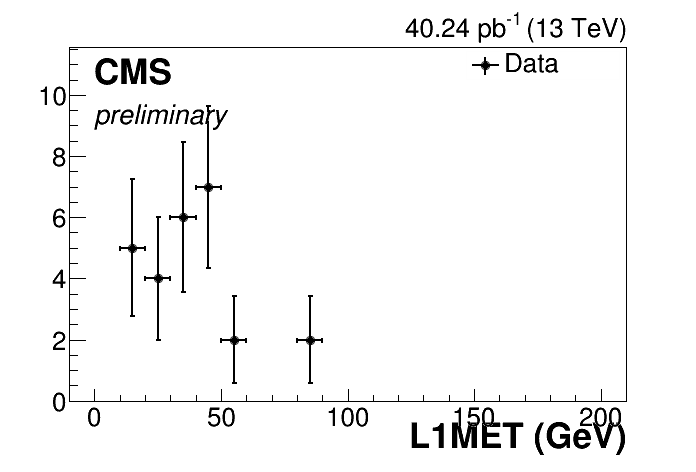 40.24 pb⁻¹ (13 TeV)
CMS
Data
preliminary
10
8
6
4
2
0
0 50 100 150 200
L1MET (GeV)